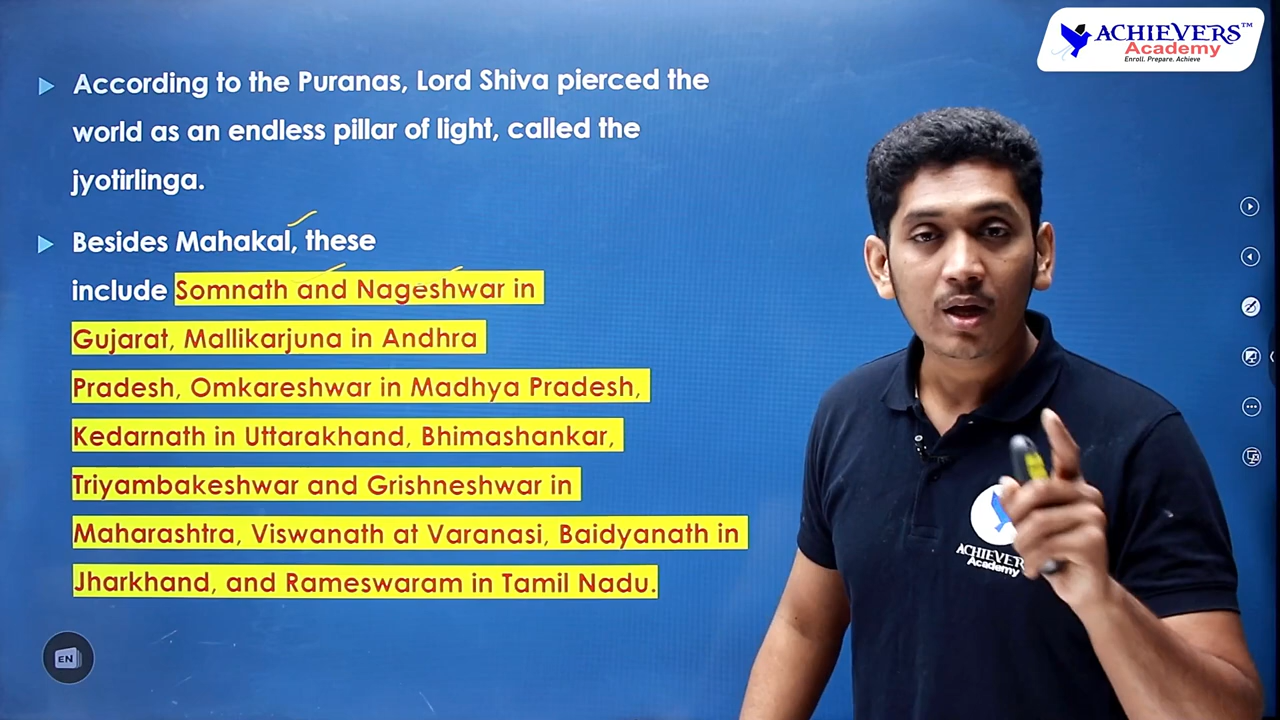 ACHIEVERS™
Academy
Enroll. Prepare. Achieve
According to the Puranas, Lord Shiva pierced the
world as an endless pillar of light, called the
jyotirlinga.
Besides Mahakal, these
include Somnath and Nageshwar in
Gujarat, Mallikarjuna in Andhra
Pradesh, Omkareshwar in Madhya Pradesh,
Kedarnath in Uttarakhand, Bhimashankar,
Triyambakeshwar and Grishneshwar in
Maharashtra, Viswanath at Varanasi, Baidyanath in
Jharkhand, and Rameswaram in Tamil Nadu.
ACHIEVERS
Academy
EN